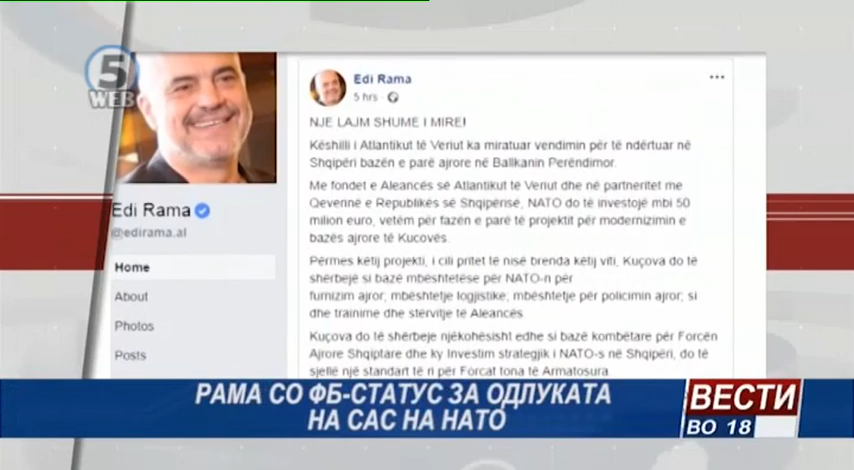 5
WEB
Edi Rama
@edirama.al
Home
About
Photos
Posts
Edi Rama
5 hrs ·
NJE LAJM SHUME I MIRE!
Këshilli i Atlantikut të Veriut ka miratuar vendimin për të ndërtuar në
Shqipëri bazën e parë ajrore në Ballkanin Perëndimor.
Me fondet e Aleancës së Atlantikut të Veriut dhe në partneritet me
Qeverinë e Republikës së Shqipërisë, NATO do të investojë mbi 50
milion euro, vetëm për fazën e parë të projektit për modernizimin e
bazës ajrore të Kucovës.
Përmes këtij projekti, i cili pritet të nisë brenda këtij viti, Kuçova do të
shërbejë si bazë mbështetëse për NATO-n për
furnizim ajror; mbështetje logjistike; mbështetje për policimin ajror; si
dhe trainime dhe stërvitje të Aleancës
Kuçova do të shërbeje njëkohësisht edhe si bazë kombëtare për Forcën
Ajrore Shqiptare dhe ky Investim strategjik i NATO-s në Shqipëri, do të
sjellë një standart të ri për Forcat tona të Armatosura.
РАМА СО ФБ-СТАТУС ЗА ОДЛУКАТА
НА САС НА НАТО
ВЕСТИ
ВО 18